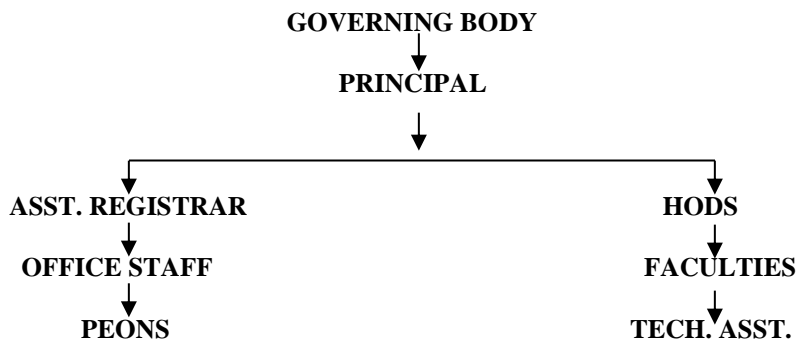 GOVERNING BODY
PRINCIPAL
ASST. REGISTRAR
HODS
OFFICE STAFF
FACULTIES
PEONS
TECH. ASST.